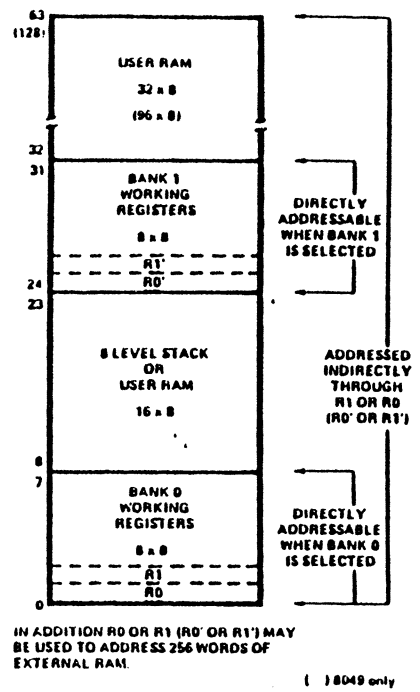 63
(128)
USER RAM
32 x 8
(96 x 8)
32
31
BANK 1
WORKING
REGISTERS
8 x 8
R1'
R0'
DIRECTLY
ADDRESSABLE
WHEN BANK 1
IS SELECTED
24
23
8 LEVEL STACK
OR
USER RAM
16 x 8
ADDRESSED
INDIRECTLY
THROUGH
R1 OR R0
(R0' OR R1')
8
7
BANK 0
WORKING
REGISTERS
8 x 8
R1
R0
DIRECTLY
ADDRESSABLE
WHEN BANK 0
IS SELECTED
0
IN ADDITION R0 OR R1 (R0' OR R1') MAY
BE USED TO ADDRESS 256 WORDS OF
EXTERNAL RAM.
( ) 8049 only